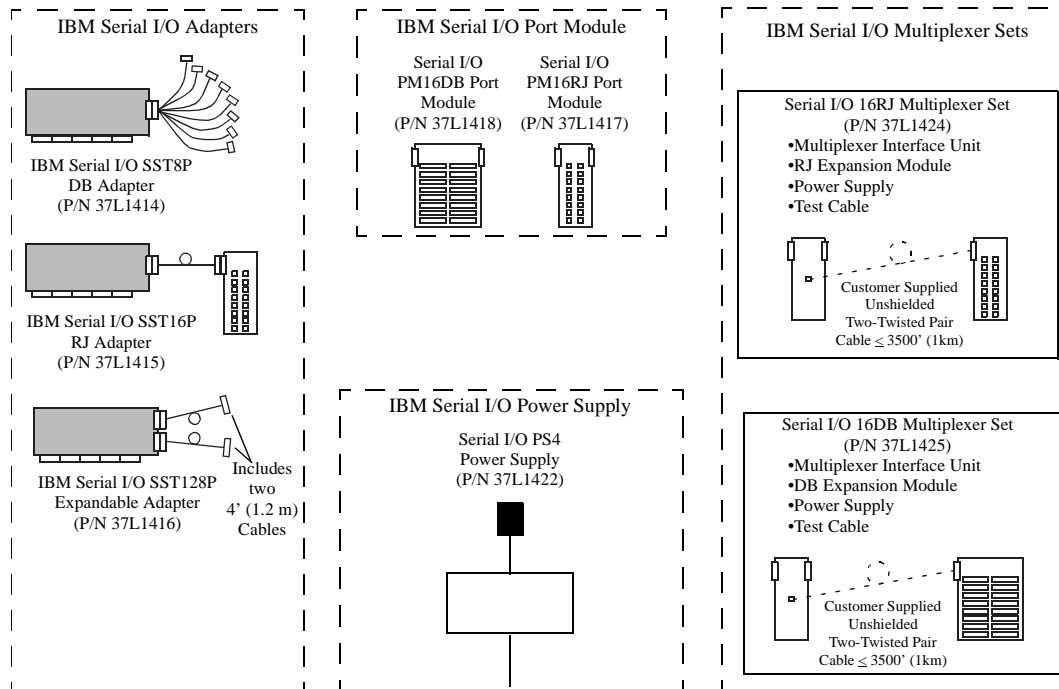 IBM Serial I/O Adapters
IBM Serial I/O SST8P
DB Adapter
(P/N 37L1414)
IBM Serial I/O SST16P
RJ Adapter
(P/N 37L1415)
IBM Serial I/O SST128P
Expandable Adapter
(P/N 37L1416)
Includes
two
4’ (1.2 m)
Cables
IBM Serial I/O Port Module
Serial I/O
PM16DB Port
Module
(P/N 37L1418)
Serial I/O
PM16RJ Port
Module
(P/N 37L1417)
IBM Serial I/O Power Supply
Serial I/O PS4
Power Supply
(P/N 37L1422)
IBM Serial I/O Multiplexer Sets
Serial I/O 16RJ Multiplexer Set
(P/N 37L1424)
•Multiplexer Interface Unit
•RJ Expansion Module
•Power Supply
•Test Cable
Customer Supplied
Unshielded
Two-Twisted Pair
Cable ≤ 3500’ (1km)
Serial I/O 16DB Multiplexer Set
(P/N 37L1425)
•Multiplexer Interface Unit
•DB Expansion Module
•Power Supply
•Test Cable
Customer Supplied
Unshielded
Two-Twisted Pair
Cable ≤ 3500’ (1km)